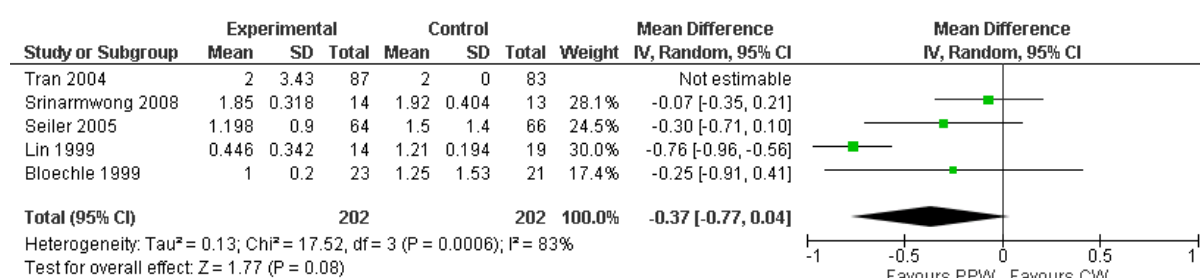 Experimental Control Mean Difference Mean Difference
Study or Subgroup Mean SD Total Mean SD Total Weight IV, Random, 95% CI IV, Random, 95% CI
Tran 2004 2 3.43 87 2 0 83 Not estimable
Srinarmwong 2008 1.85 0.318 14 1.92 0.404 13 28.1% -0.07 [-0.35, 0.21]
Seiler 2005 1.198 0.9 64 1.5 1.4 66 24.5% -0.30 [-0.71, 0.10]
Lin 1999 0.446 0.342 14 1.21 0.194 19 30.0% -0.76 [-0.96, -0.56]
Bloechle 1999 1 0.2 23 1.25 1.53 21 17.4% -0.25 [-0.91, 0.41]
Total (95% CI) 202 202 100.0% -0.37 [-0.77, 0.04]
Heterogeneity: Tau² = 0.13; Chi² = 17.52, df = 3 (P = 0.0006); I² = 83%
Test for overall effect: Z = 1.77 (P = 0.08)
-1 -0.5 0 0.5 1
Favours PPW Favours CW